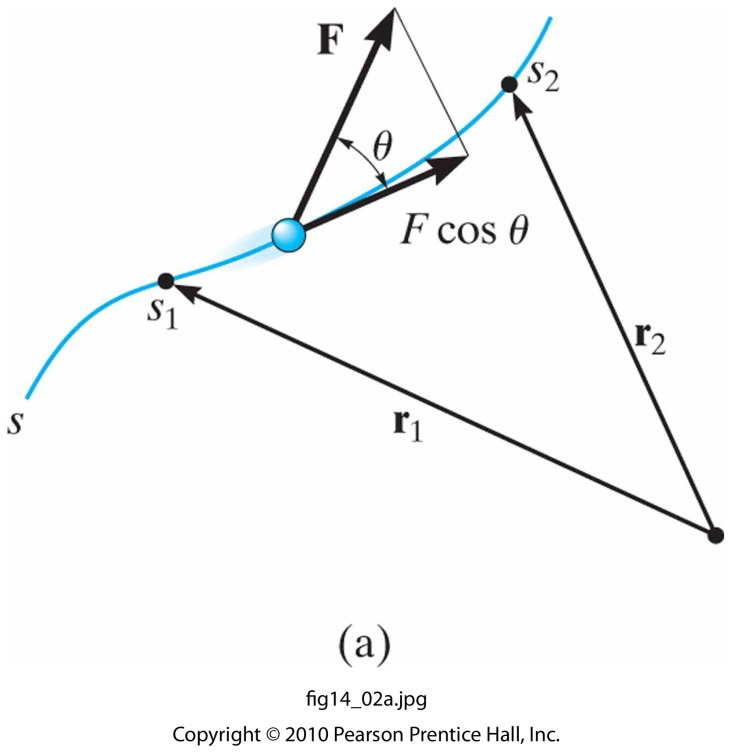 F
s₂
θ
F cos θ
s₁
r₂
s
r₁
(a)
fig14_02a.jpg
Copyright © 2010 Pearson Prentice Hall, Inc.